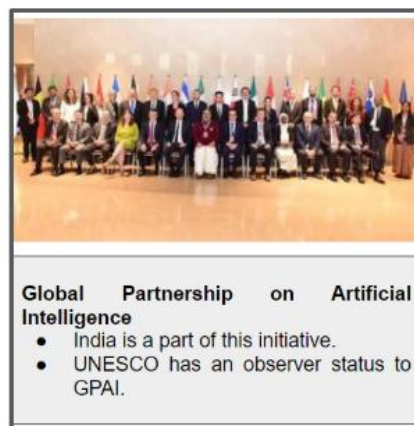 Global Partnership on Artificial
Intelligence
● India is a part of this initiative.
● UNESCO has an observer status to
GPAI.